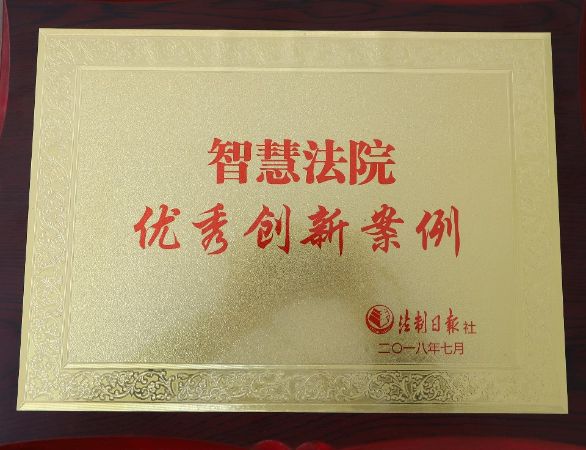 智慧法院
优秀创新案例
法制日报社
二〇一八年七月